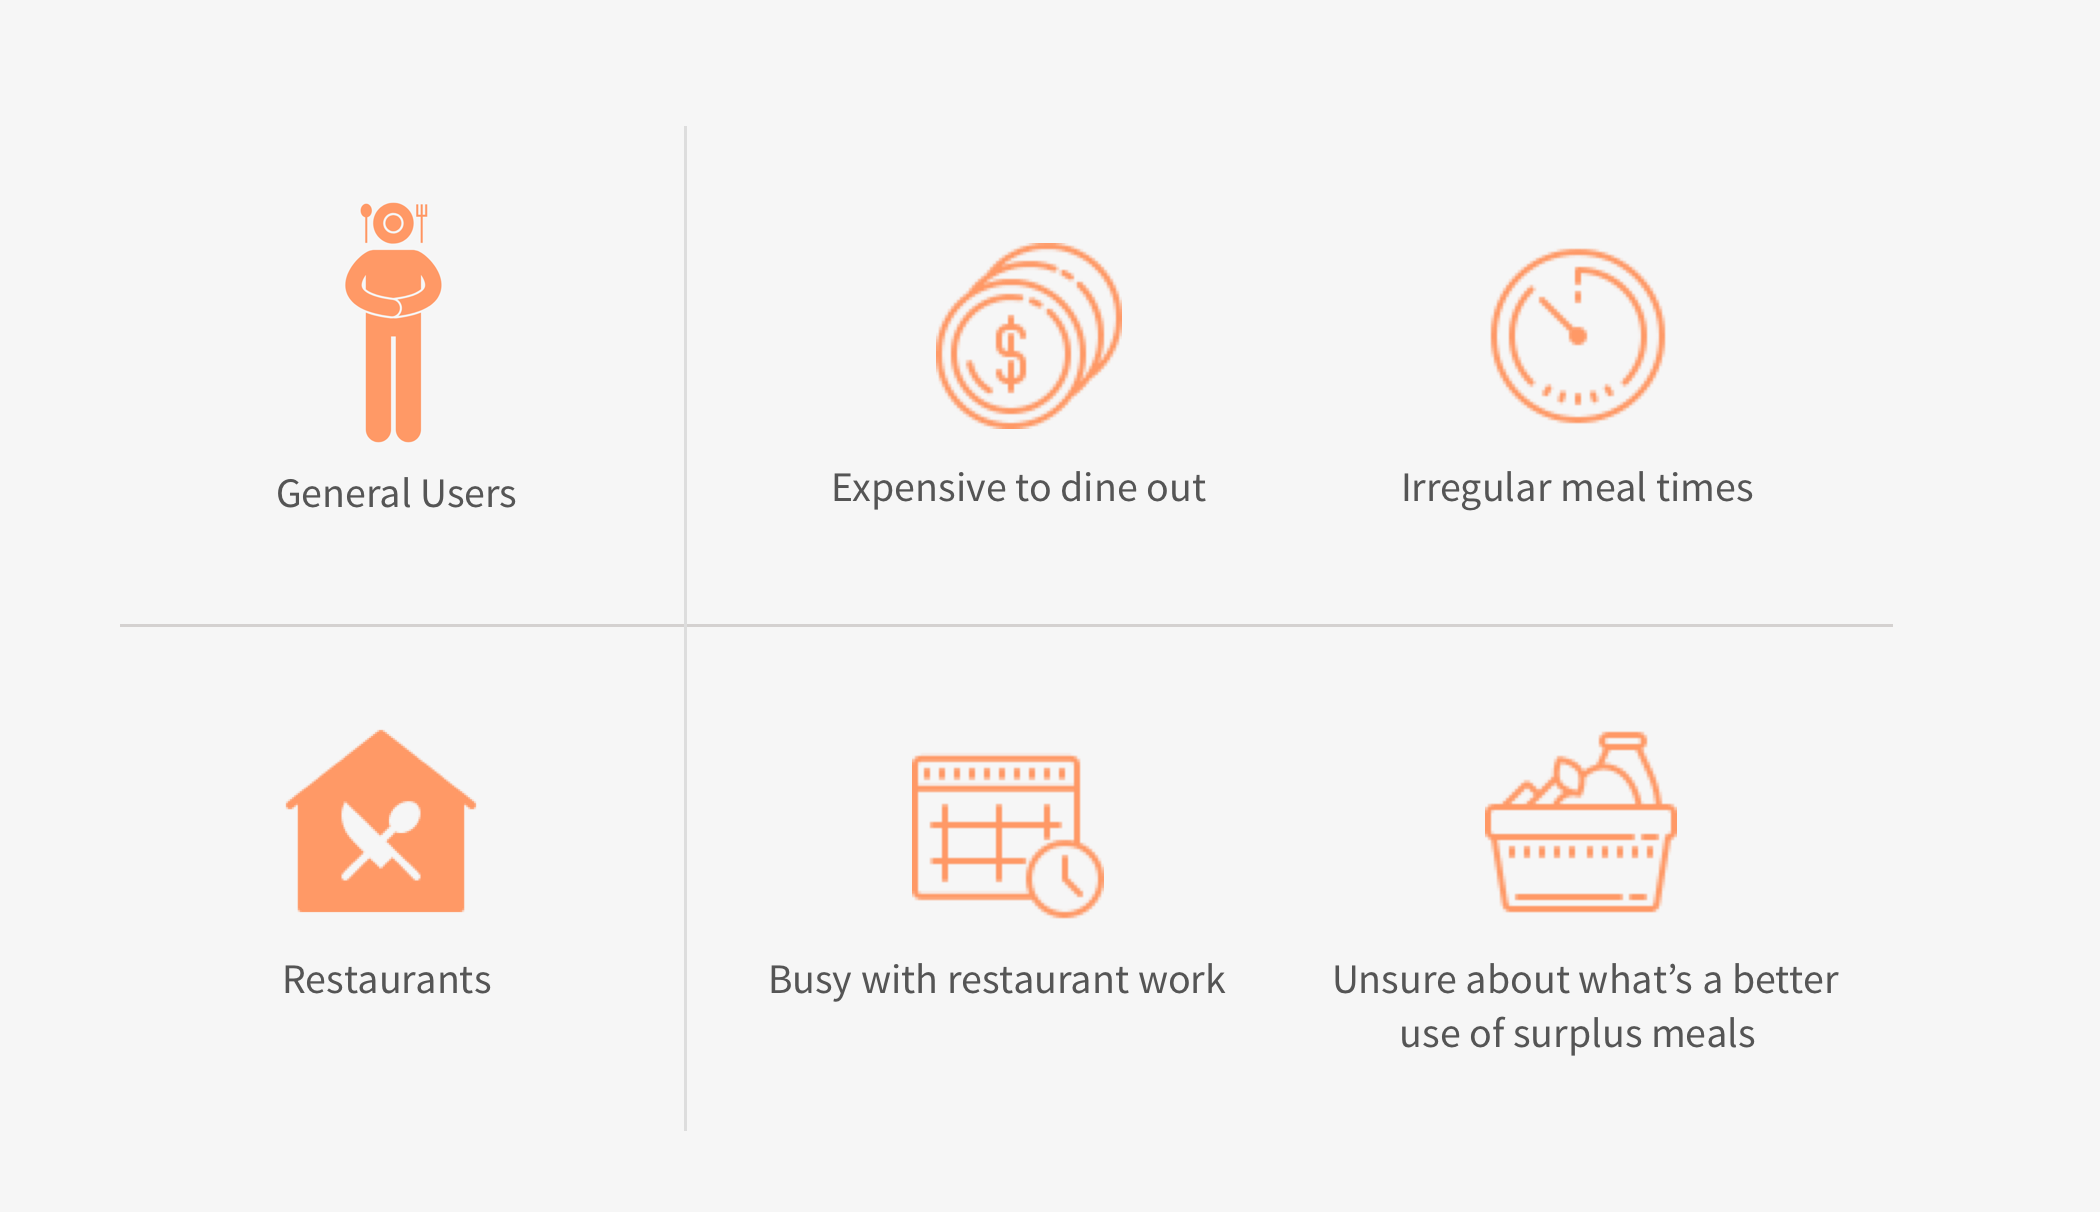 General Users
Expensive to dine out
Irregular meal times
Restaurants
Busy with restaurant work
Unsure about what’s a better
use of surplus meals